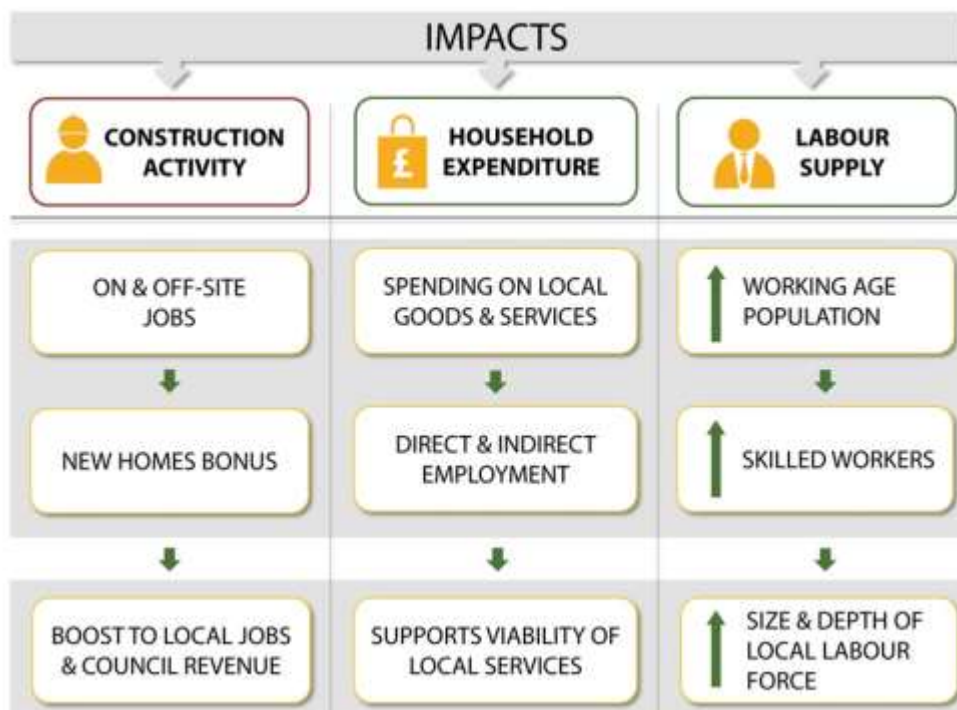 IMPACTS
CONSTRUCTION
ACTIVITY
£
HOUSEHOLD
EXPENDITURE
LABOUR
SUPPLY
ON & OFF-SITE
JOBS
SPENDING ON LOCAL
GOODS & SERVICES
WORKING AGE
POPULATION
NEW HOMES BONUS
DIRECT & INDIRECT
EMPLOYMENT
SKILLED WORKERS
BOOST TO LOCAL JOBS
& COUNCIL REVENUE
SUPPORTS VIABILITY OF
LOCAL SERVICES
SIZE & DEPTH OF
LOCAL LABOUR
FORCE